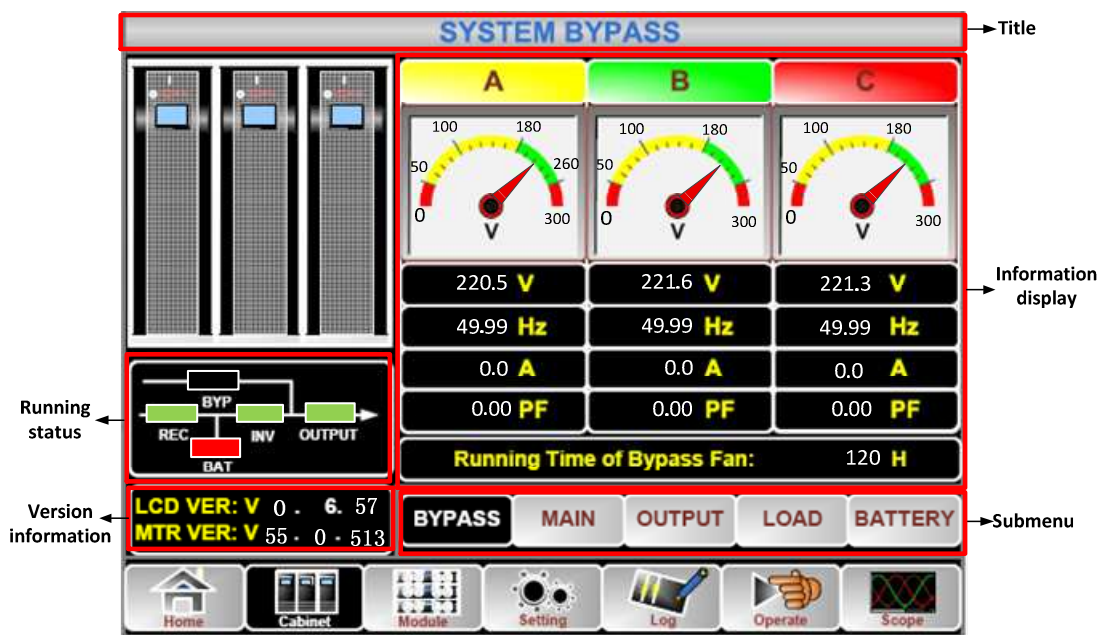 SYSTEM BYPASS
Title
A B C
100 180 100 180 100 180
50 260 50 50
0 300 0 300 0 300
V V V
220.5 V 221.6 V 221.3 V
49.99 Hz 49.99 Hz 49.99 Hz
0.0 A 0.0 A 0.0 A
0.00 PF 0.00 PF 0.00 PF
Running Time of Bypass Fan: 120 H
Information
display
Running
status
BYP
REC INV OUTPUT
BAT
Version
information
LCD VER: V 0 . 6. 57
MTR VER: V 55 . 0 . 513
BYPASS MAIN OUTPUT LOAD BATTERY
Submenu
Home Cabinet Module Setting Log Operate Scope